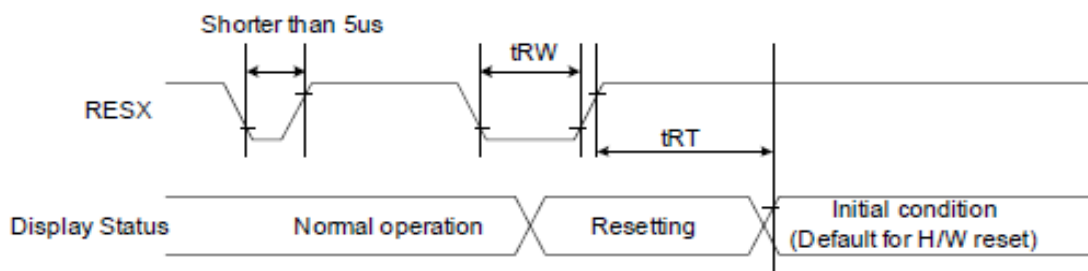 Shorter than 5us
tRW
RESX
tRT
Display Status
Normal operation
Resetting
Initial condition
(Default for H/W reset)